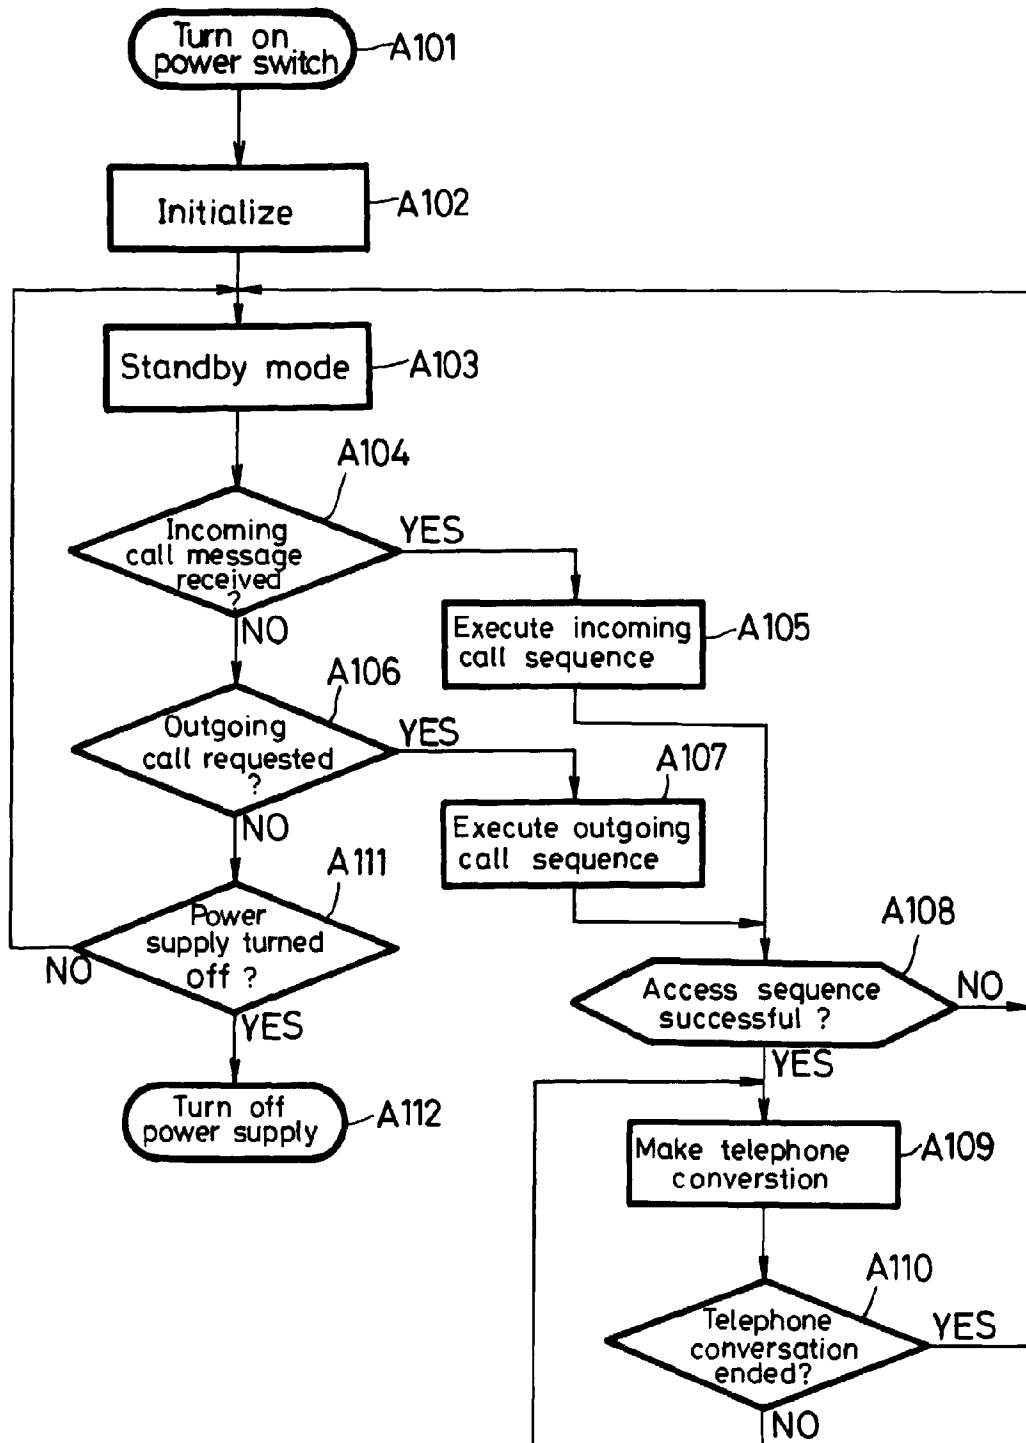 Turn on
power switch
A101
Initialize
A102
Standby mode
A103
A104
Incoming
call message
received
?
YES
NO
Execute incoming
call sequence
A105
A106
Outgoing
call requested
?
YES
NO
A107
Execute outgoing
call sequence
A111
Power
supply turned
off ?
NO
YES
A108
Access sequence
successful ?
NO
YES
Turn off
power supply
A112
Make telephone
converstion
A109
A110
Telephone
conversation
ended?
YES
NO